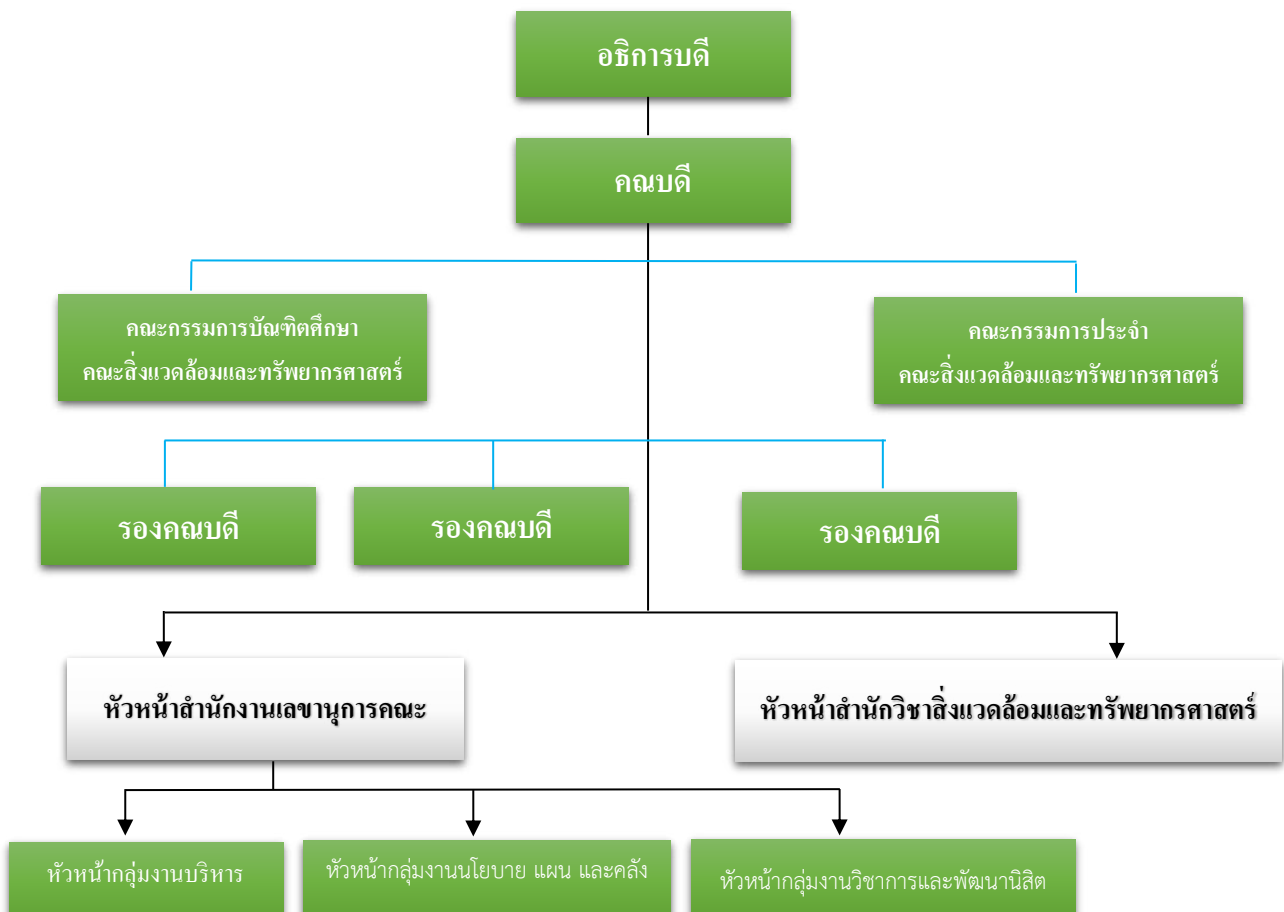 อธิการบดี
คณบดี
คณะกรรมการบัณฑิตศึกษา
คณะสิ่งแวดล้อมและทรัพยากรศาสตร์
คณะกรรมการประจำ
คณะสิ่งแวดล้อมและทรัพยากรศาสตร์
รองคณบดี
รองคณบดี
รองคณบดี
หัวหน้าสำนักงานเลขานุการคณะ
หัวหน้าสำนักวิชาสิ่งแวดล้อมและทรัพยากรศาสตร์
หัวหน้ากลุ่มงานบริหาร
หัวหน้ากลุ่มงานนโยบาย แผน และคลัง
หัวหน้ากลุ่มงานวิชาการและพัฒนานิสิต